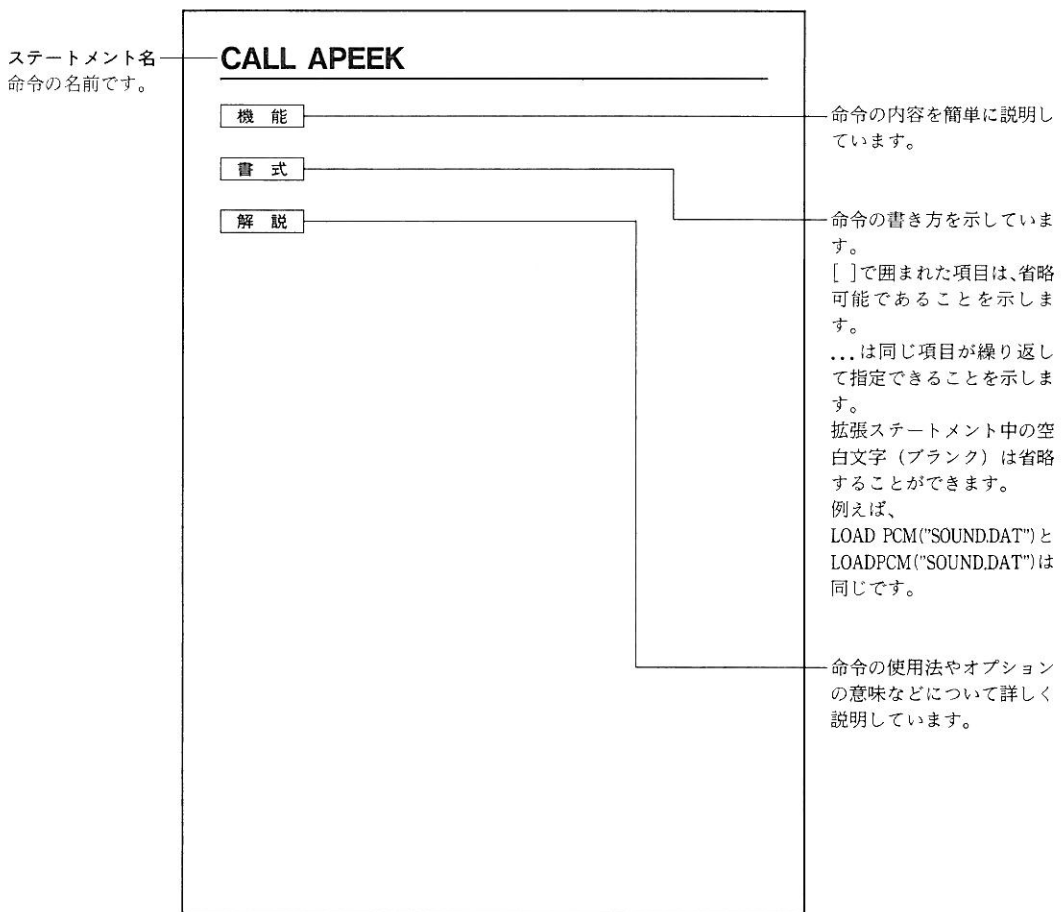 ステートメント名
命令の名前です。
CALL APEEK
機 能
書 式
解 説
命令の内容を簡単に説明し
ています。
命令の書き方を示していま
す。
[ ]で囲まれた項目は、省略
可能であることを示しま
す。
...は同じ項目が繰り返し
て指定できることを示しま
す。
拡張ステートメント中の空
白文字(ブランク)は省略
することができます。
例えば、
LOAD PCM("SOUND.DAT")と
LOADPCM("SOUND.DAT")は
同じです。
命令の使用法やオプション
の意味などについて詳しく
説明しています。